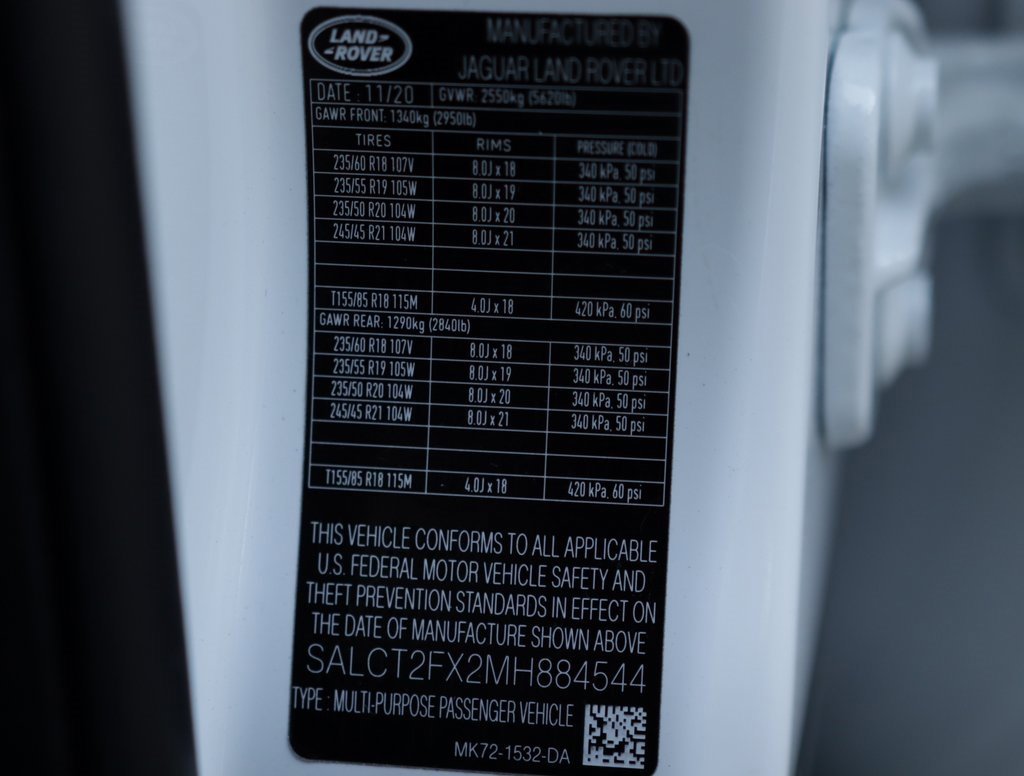 LAND-
-ROVER
MANUFACTURED BY
JAGUAR LAND ROVER LTD
DATE : 11/20 GVWR: 2550kg (5620lb)
GAWR FRONT: 1340kg (2950lb)
TIRES RIMS PRESSURE (COLD)
235/60 R18 107V 8.0J x 18 340 kPa, 50 psi
235/55 R19 105W 8.0J x 19 340 kPa, 50 psi
235/50 R20 104W 8.0J x 20 340 kPa, 50 psi
245/45 R21 104W 8.0J x 21 340 kPa, 50 psi
T155/85 R18 115M 4.0J x 18 420 kPa, 60 psi
GAWR REAR: 1290kg (2840lb)
235/60 R18 107V 8.0J x 18 340 kPa, 50 psi
235/55 R19 105W 8.0J x 19 340 kPa, 50 psi
235/50 R20 104W 8.0J x 20 340 kPa, 50 psi
245/45 R21 104W 8.0J x 21 340 kPa, 50 psi
T155/85 R18 115M 4.0J x 18 420 kPa, 60 psi
THIS VEHICLE CONFORMS TO ALL APPLICABLE
U.S. FEDERAL MOTOR VEHICLE SAFETY AND
THEFT PREVENTION STANDARDS IN EFFECT ON
THE DATE OF MANUFACTURE SHOWN ABOVE
SALCT2FX2MH884544
TYPE : MULTI-PURPOSE PASSENGER VEHICLE
MK72-1532-DA